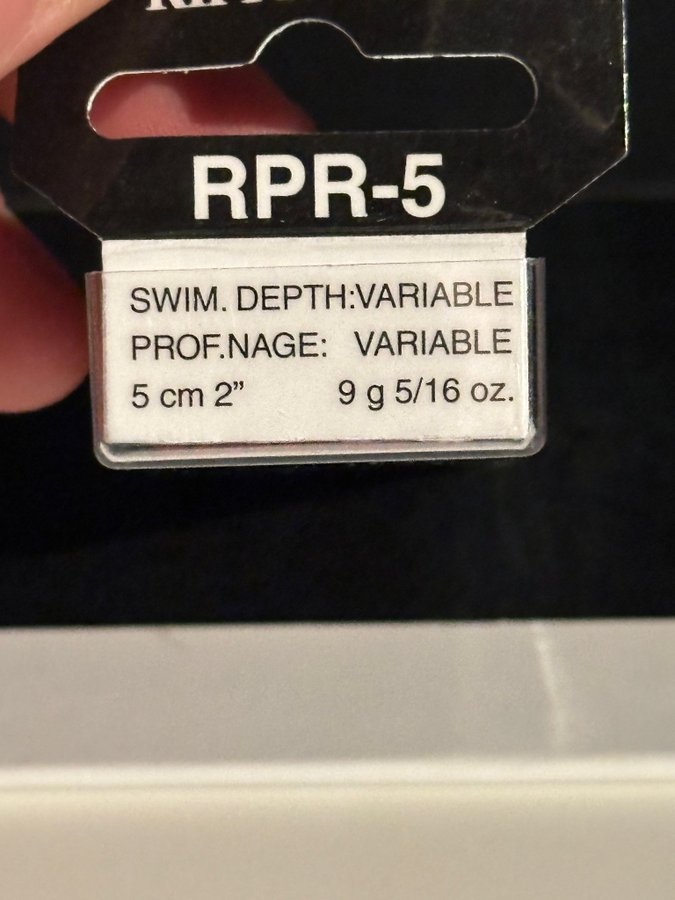 RPR-5
SWIM. DEPTH:VARIABLE
PROF.NAGE: VARIABLE
5 cm 2” 9 g 5/16 oz.